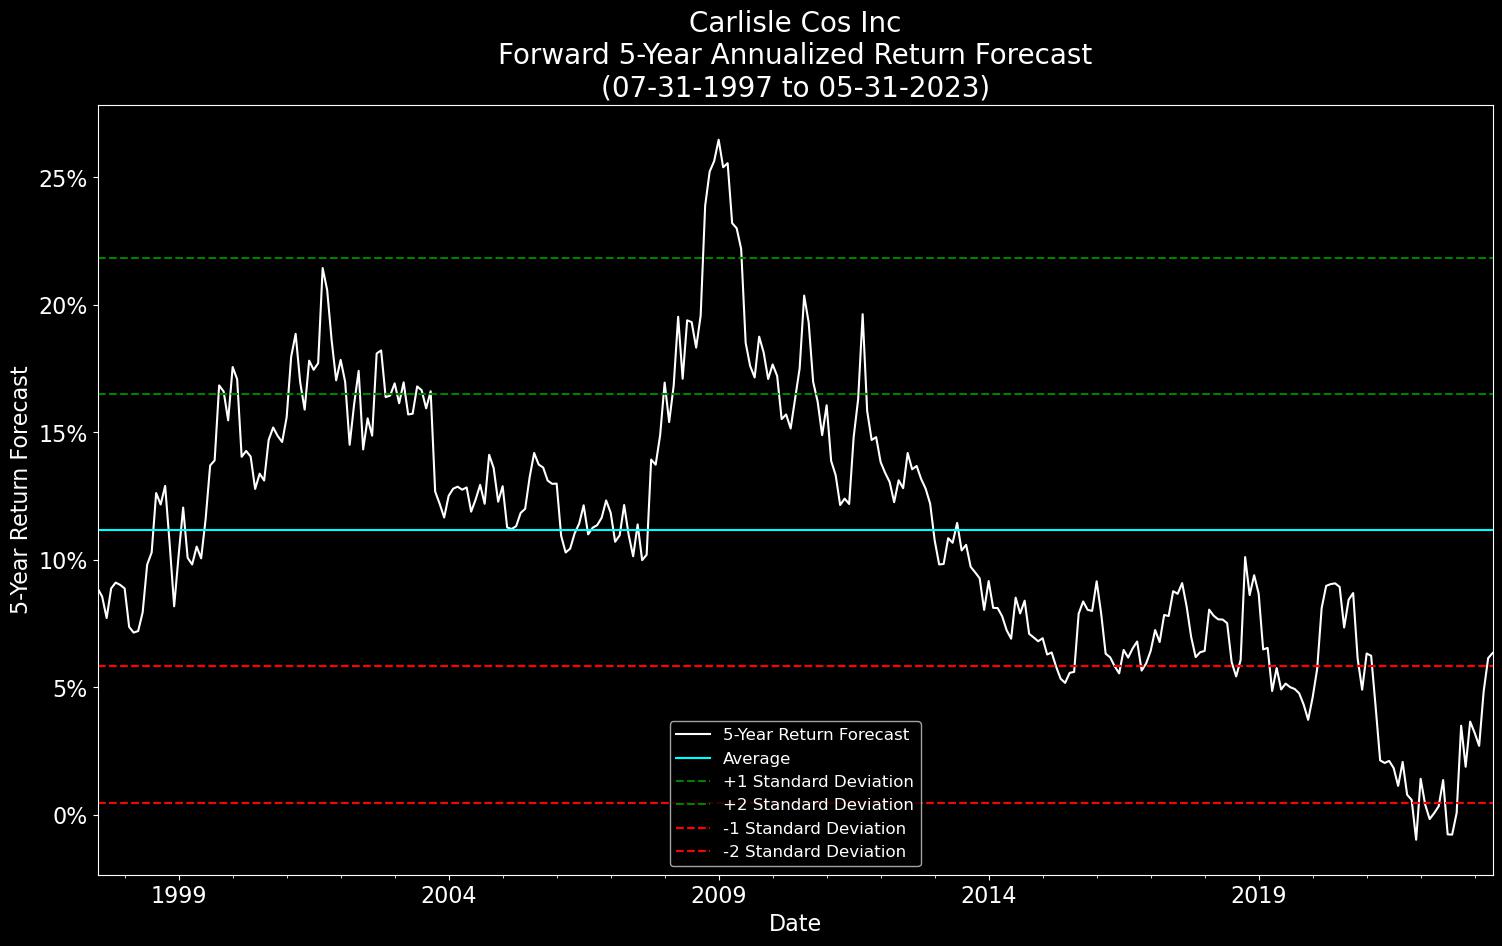 Carlisle Cos Inc
Forward 5-Year Annualized Return Forecast
(07-31-1997 to 05-31-2023)
5-Year Return Forecast
25%
20%
15%
10%
5%
0%
5-Year Return Forecast
Average
+1 Standard Deviation
+2 Standard Deviation
-1 Standard Deviation
-2 Standard Deviation
1999
2004
2009
2014
2019
Date